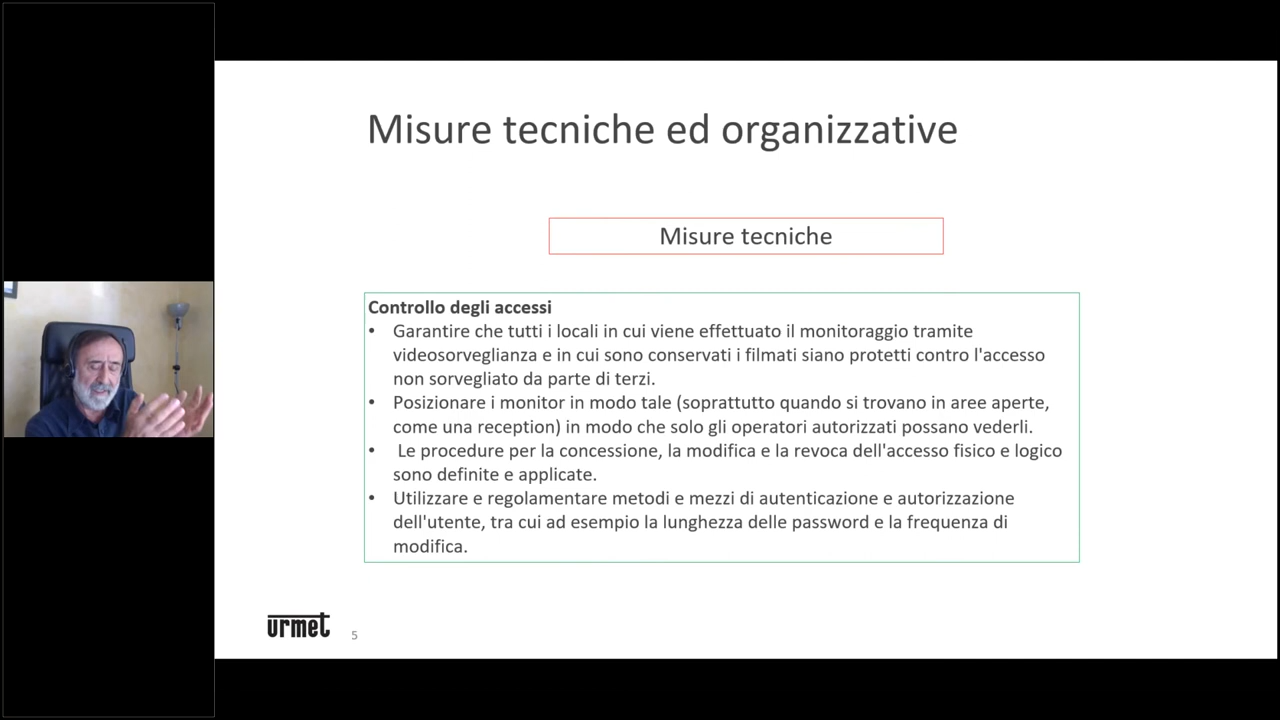 Misure tecniche ed organizzative
Misure tecniche
Controllo degli accessi
• Garantire che tutti i locali in cui viene effettuato il monitoraggio tramite
videosorveglianza e in cui sono conservati i filmati siano protetti contro l'accesso
non sorvegliato da parte di terzi.
• Posizionare i monitor in modo tale (soprattutto quando si trovano in aree aperte,
come una reception) in modo che solo gli operatori autorizzati possano vederli.
• Le procedure per la concessione, la modifica e la revoca dell'accesso fisico e logico
sono definite e applicate.
• Utilizzare e regolamentare metodi e mezzi di autenticazione e autorizzazione
dell'utente, tra cui ad esempio la lunghezza delle password e la frequenza di
modifica.
urmet
5